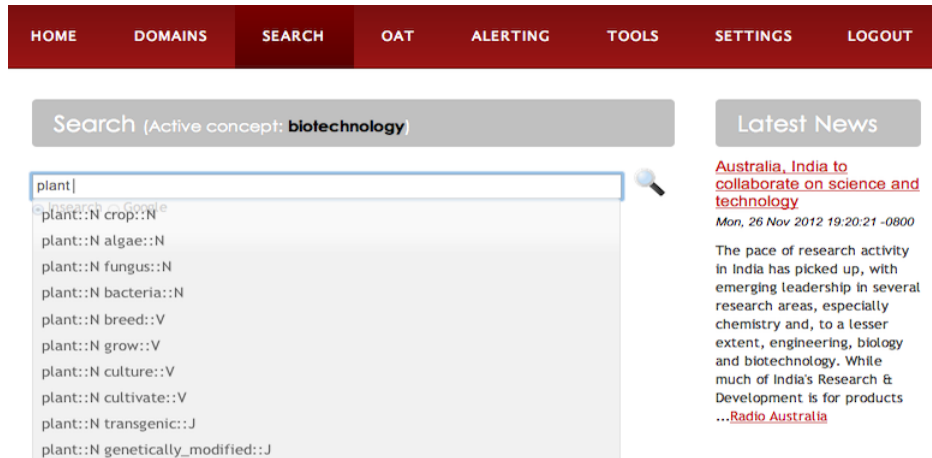 HOME DOMAINS SEARCH OAT ALERTING TOOLS SETTINGS LOGOUT
Search (Active concept: biotechnology)
plant
Insearch Google
plant::N crop::N
plant::N algae::N
plant::N fungus::N
plant::N bacteria::N
plant::N breed::V
plant::N grow::V
plant::N culture::V
plant::N cultivate::V
plant::N transgenic::J
plant::N genetically_modified::J
Latest News
Australia, India to
collaborate on science and
technology
Mon, 26 Nov 2012 19:20:21 -0800
The pace of research activity
in India has picked up, with
emerging leadership in several
research areas, especially
chemistry and, to a lesser
extent, engineering, biology
and biotechnology. While
much of India's Research &
Development is for products
...Radio Australia